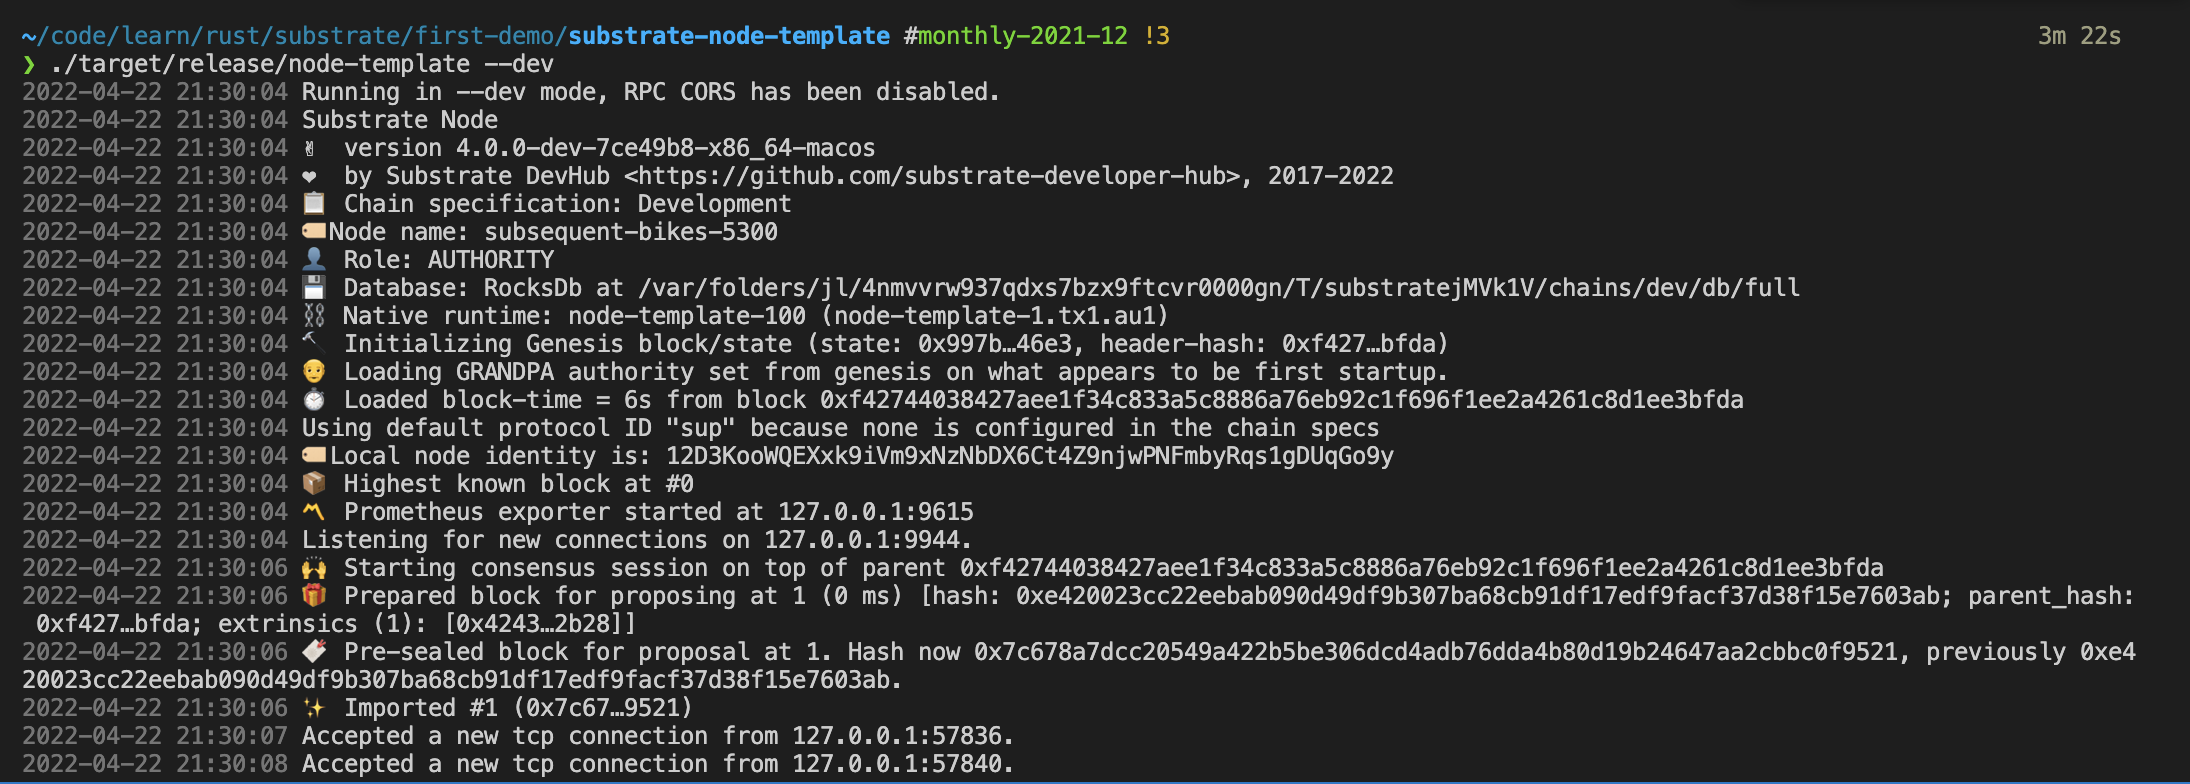 ~/code/learn/rust/substrate/first-demo/substrate-node-template #monthly-2021-12 !3 3m 22s
❯ ./target/release/node-template --dev
2022-04-22 21:30:04 Running in --dev mode, RPC CORS has been disabled.
2022-04-22 21:30:04 Substrate Node
2022-04-22 21:30:04 ✌️ version 4.0.0-dev-7ce49b8-x86_64-macos
2022-04-22 21:30:04 ❤️ by Substrate DevHub <https://github.com/substrate-developer-hub>, 2017-2022
2022-04-22 21:30:04 📋 Chain specification: Development
2022-04-22 21:30:04 🏷 Node name: subsequent-bikes-5300
2022-04-22 21:30:04 👤 Role: AUTHORITY
2022-04-22 21:30:04 💾 Database: RocksDb at /var/folders/jl/4nmvvrw937qdxs7bzx9ftcvr0000gn/T/substratejMVk1V/chains/dev/db/full
2022-04-22 21:30:04 ⛓ Native runtime: node-template-100 (node-template-1.tx1.au1)
2022-04-22 21:30:04 🔨 Initializing Genesis block/state (state: 0x997b…46e3, header-hash: 0xf427…bfda)
2022-04-22 21:30:04 👴 Loading GRANDPA authority set from genesis on what appears to be first startup.
2022-04-22 21:30:04 ⏱ Loaded block-time = 6s from block 0xf42744038427aee1f34c833a5c8886a76eb92c1f696f1ee2a4261c8d1ee3bfda
2022-04-22 21:30:04 Using default protocol ID "sup" because none is configured in the chain specs
2022-04-22 21:30:04 🏷 Local node identity is: 12D3KooWQEXxk9iVm9xNzNbDX6Ct4Z9njwPNFmbyRqs1gDUqGo9y
2022-04-22 21:30:04 📦 Highest known block at #0
2022-04-22 21:30:04 〽️ Prometheus exporter started at 127.0.0.1:9615
2022-04-22 21:30:04 Listening for new connections on 127.0.0.1:9944.
2022-04-22 21:30:06 🙌 Starting consensus session on top of parent 0xf42744038427aee1f34c833a5c8886a76eb92c1f696f1ee2a4261c8d1ee3bfda
2022-04-22 21:30:06 🎁 Prepared block for proposing at 1 (0 ms) [hash: 0xe420023cc22eebab090d49df9b307ba68cb91df17edf9facf37d38f15e7603ab; parent_hash:
0xf427…bfda; extrinsics (1): [0x4243…2b28]]
2022-04-22 21:30:06 🔖 Pre-sealed block for proposal at 1. Hash now 0x7c678a7dcc20549a422b5be306dcd4adb76dda4b80d19b24647aa2cbbc0f9521, previously 0xe4
20023cc22eebab090d49df9b307ba68cb91df17edf9facf37d38f15e7603ab.
2022-04-22 21:30:06 ✨ Imported #1 (0x7c67…9521)
2022-04-22 21:30:07 Accepted a new tcp connection from 127.0.0.1:57836.
2022-04-22 21:30:08 Accepted a new tcp connection from 127.0.0.1:57840.